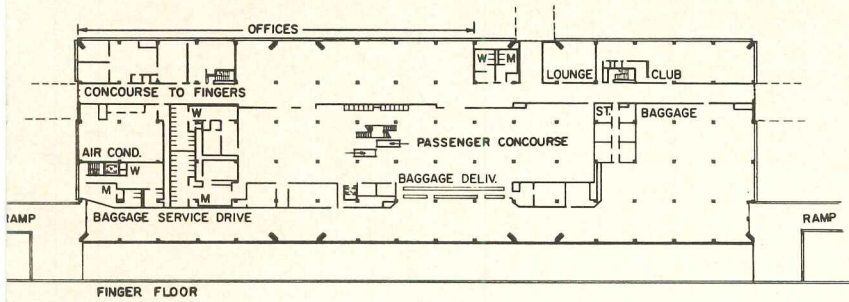 OFFICES
W M
LOUNGE CLUB
CONCOURSE TO FINGERS
W
ST. BAGGAGE
PASSENGER CONCOURSE
AIR COND.
W
BAGGAGE DELIV.
M
M
BAGGAGE SERVICE DRIVE
RAMP
RAMP
FINGER FLOOR